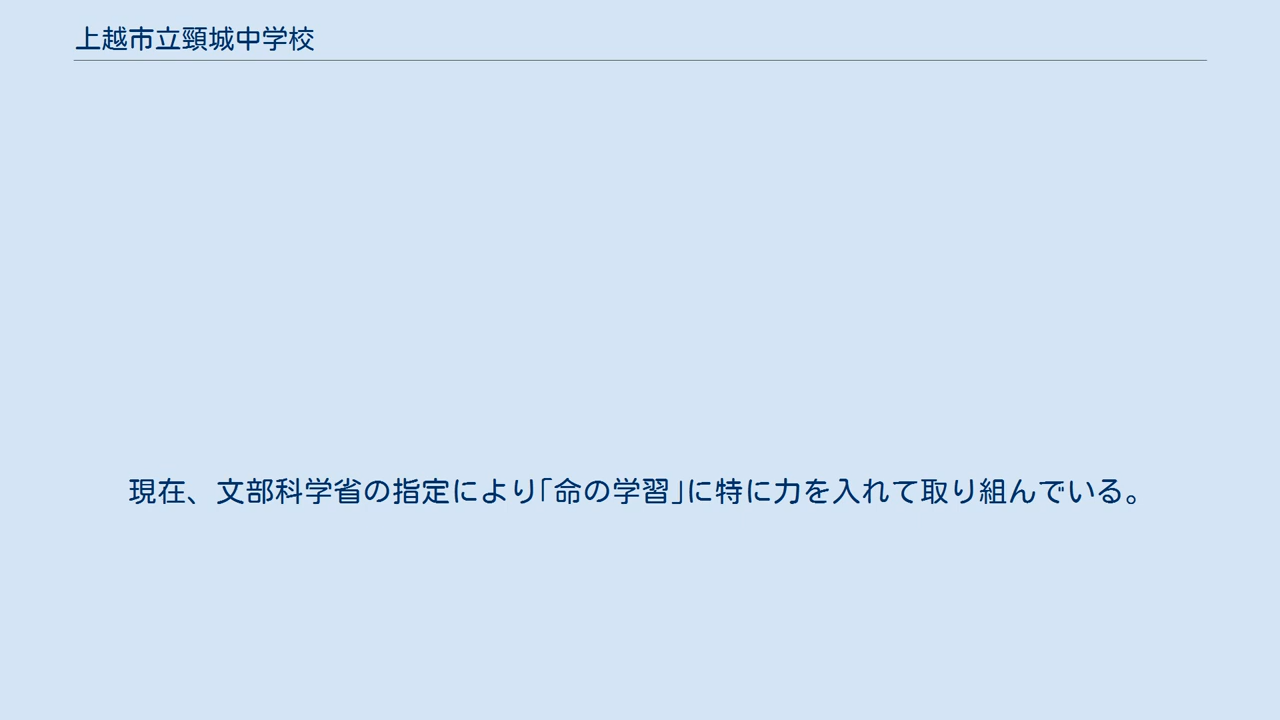 上越市立頸城中学校
現在、文部科学省の指定により｢命の学習｣に特に力を入れて取り組んでいる。